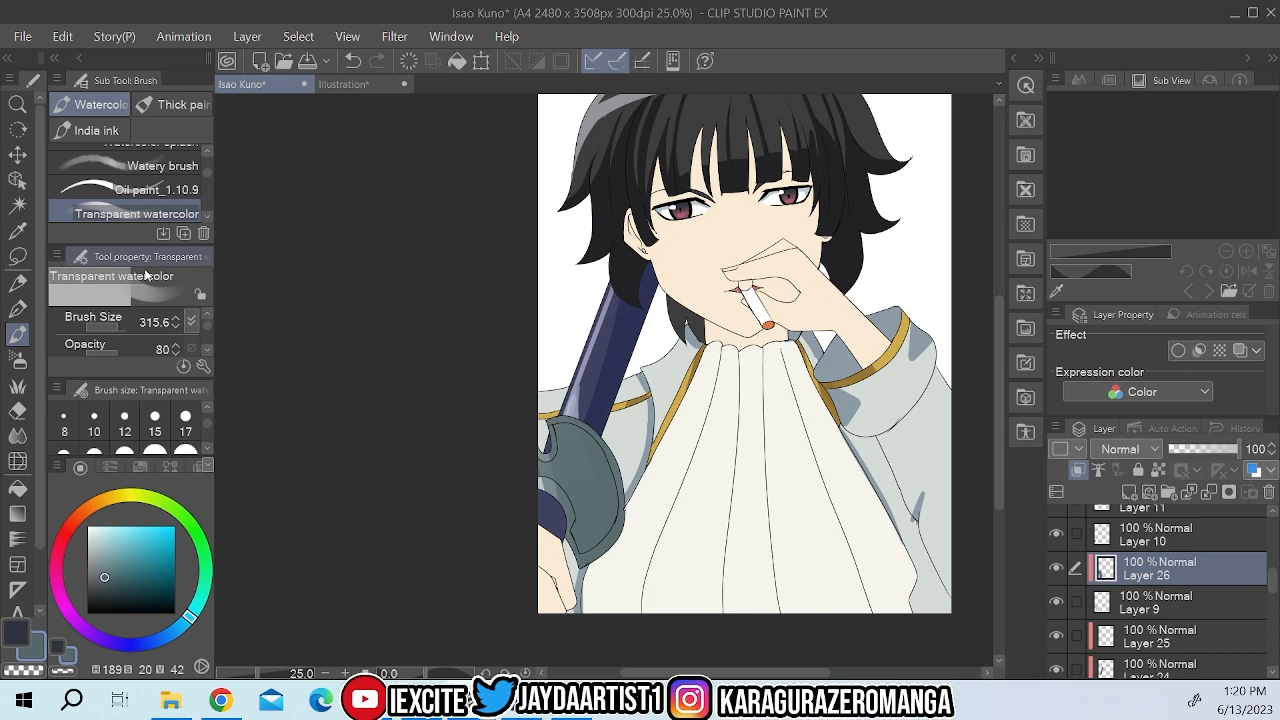 Isao Kuno* (A4 2480 x 3508px 300dpi 25.0%) - CLIP STUDIO PAINT EX
File Edit Story(P) Animation Layer Select View Filter Window Help
Sub Tool: Brush
Isao Kuno* Illustration*
Sub View
Watercolo Thick pain
India ink
Watery brush
Oil paint_1.10.9
Transparent watercolor
Tool property: Transparent w
Transparent watercolor
Brush Size 315.6
Opacity 80
Brush size: Transparent wate
8 10 12 15 17
H 189 S 20 V 42
25.0 0.0
Layer Property Animation cels
Effect
Expression color
Color
Layer Auto Action History
Normal 100
Layer 11
100 % Normal
Layer 10
100 % Normal
Layer 26
100 % Normal
Layer 9
100 % Normal
Layer 25
100 % Normal
IEXCITE JAYDAARTIST1 KARAGURAZEROMANGA
1:20 PM
6/13/2023